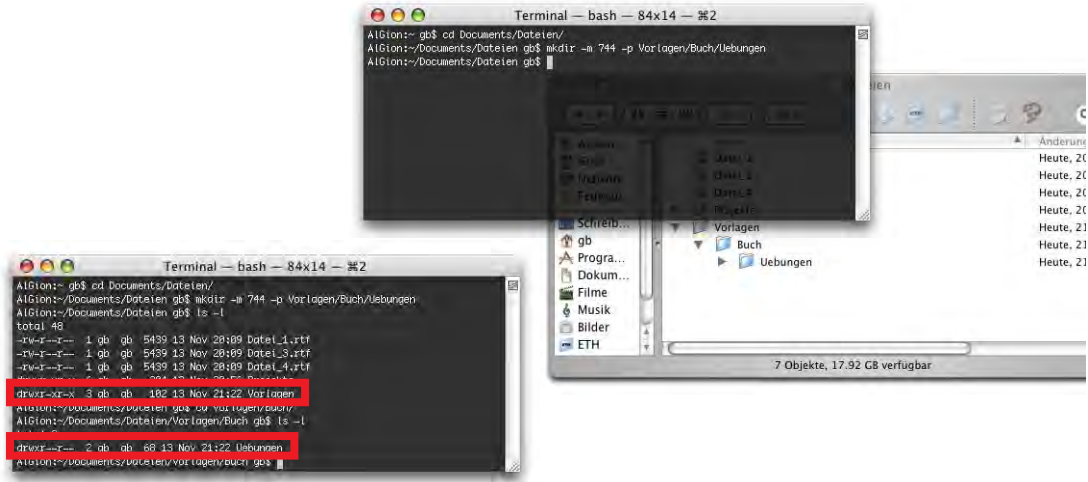 Terminal — bash — 84x14 — ⌘2
AlGion:~ gb$ cd Documents/Dateien/
AlGion:~/Documents/Dateien gb$ mkdir -m 744 -p Vorlagen/Buch/Uebungen
AlGion:~/Documents/Dateien gb$
ien
Änderung
Heute, 20
Heute, 20
Heute, 20
Heute, 20
Projekte
Vorlagen
Heute, 21
Buch
Heute, 21
Uebungen
Heute, 21
Schreib...
gb
Progra...
Dokum...
Filme
Musik
Bilder
ETH
7 Objekte, 17.92 GB verfügbar
Terminal — bash — 84x14 — ⌘2
AlGion:~ gb$ cd Documents/Dateien/
AlGion:~/Documents/Dateien gb$ mkdir -m 744 -p Vorlagen/Buch/Uebungen
AlGion:~/Documents/Dateien gb$ ls -l
total 48
-rw-r--r-- 1 gb gb 5439 13 Nov 20:09 Datei_1.rtf
-rw-r--r-- 1 gb gb 5439 13 Nov 20:09 Datei_3.rtf
-rw-r--r-- 1 gb gb 5439 13 Nov 20:09 Datei_4.rtf
drwxr-xr-x 3 gb gb 102 13 Nov 21:22 Vorlagen
AlGion:~/Documents/Dateien gb$ cd Vorlagen/Buch/
AlGion:~/Documents/Dateien/Vorlagen/Buch gb$ ls -l
drwxr--r-- 2 gb gb 68 13 Nov 21:22 Uebungen
AlGion:~/Documents/Dateien/Vorlagen/Buch gb$